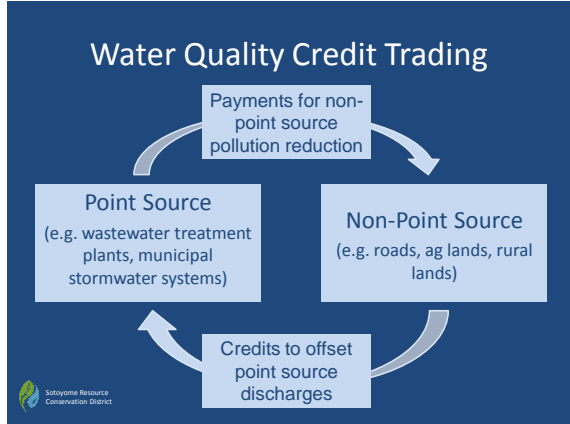 Water Quality Credit Trading
Payments for non-
point source
pollution reduction
Point Source
(e.g. wastewater treatment
plants, municipal
stormwater systems)
Non-Point Source
(e.g. roads, ag lands, rural
lands)
Credits to offset
point source
discharges
Sotoyome Resource
Conservation District